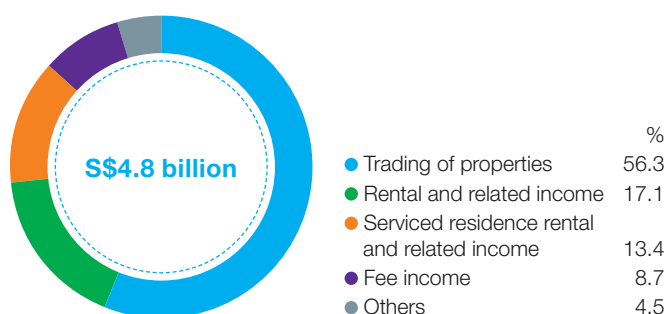 S$4.8 billion
%
Trading of properties 56.3
Rental and related income 17.1
Serviced residence rental
and related income 13.4
Fee income 8.7
Others 4.5